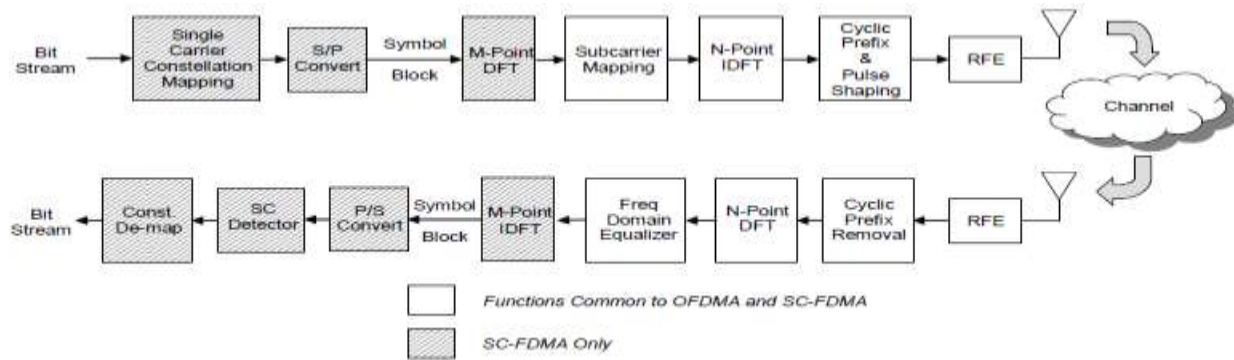 Bit
Stream
Single
Carrier
Constellation
Mapping
S/P
Convert
Symbol
Block
M-Point
DFT
Subcarrier
Mapping
N-Point
IDFT
Cyclic
Prefix
&
Pulse
Shaping
RFE
Channel
Bit
Stream
Const.
De-map
SC
Detector
P/S
Convert
Symbol
Block
M-Point
IDFT
Freq
Domain
Equalizer
N-Point
DFT
Cyclic
Prefix
Removal
RFE
Functions Common to OFDMA and SC-FDMA
SC-FDMA Only